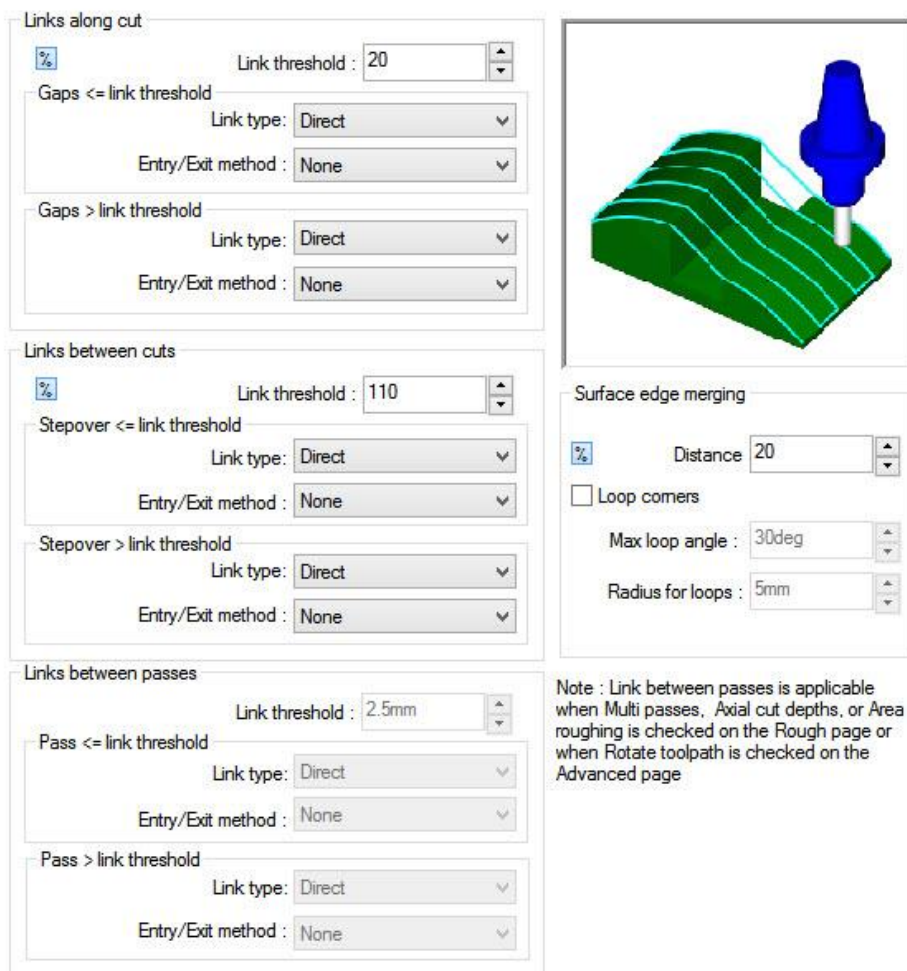 Links along cut
%
Link threshold : 20
Gaps <= link threshold
Link type: Direct
Entry/Exit method : None
Gaps > link threshold
Link type: Direct
Entry/Exit method : None
Links between cuts
%
Link threshold : 110
Stepover <= link threshold
Link type: Direct
Entry/Exit method : None
Stepover > link threshold
Link type: Direct
Entry/Exit method : None
Links between passes
Link threshold : 2.5mm
Pass <= link threshold
Link type: Direct
Entry/Exit method : None
Pass > link threshold
Link type: Direct
Entry/Exit method : None
Surface edge merging
%
Distance 20
Loop corners
Max loop angle : 30deg
Radius for loops : 5mm
Note : Link between passes is applicable
when Multi passes, Axial cut depths, or Area
roughing is checked on the Rough page or
when Rotate toolpath is checked on the
Advanced page